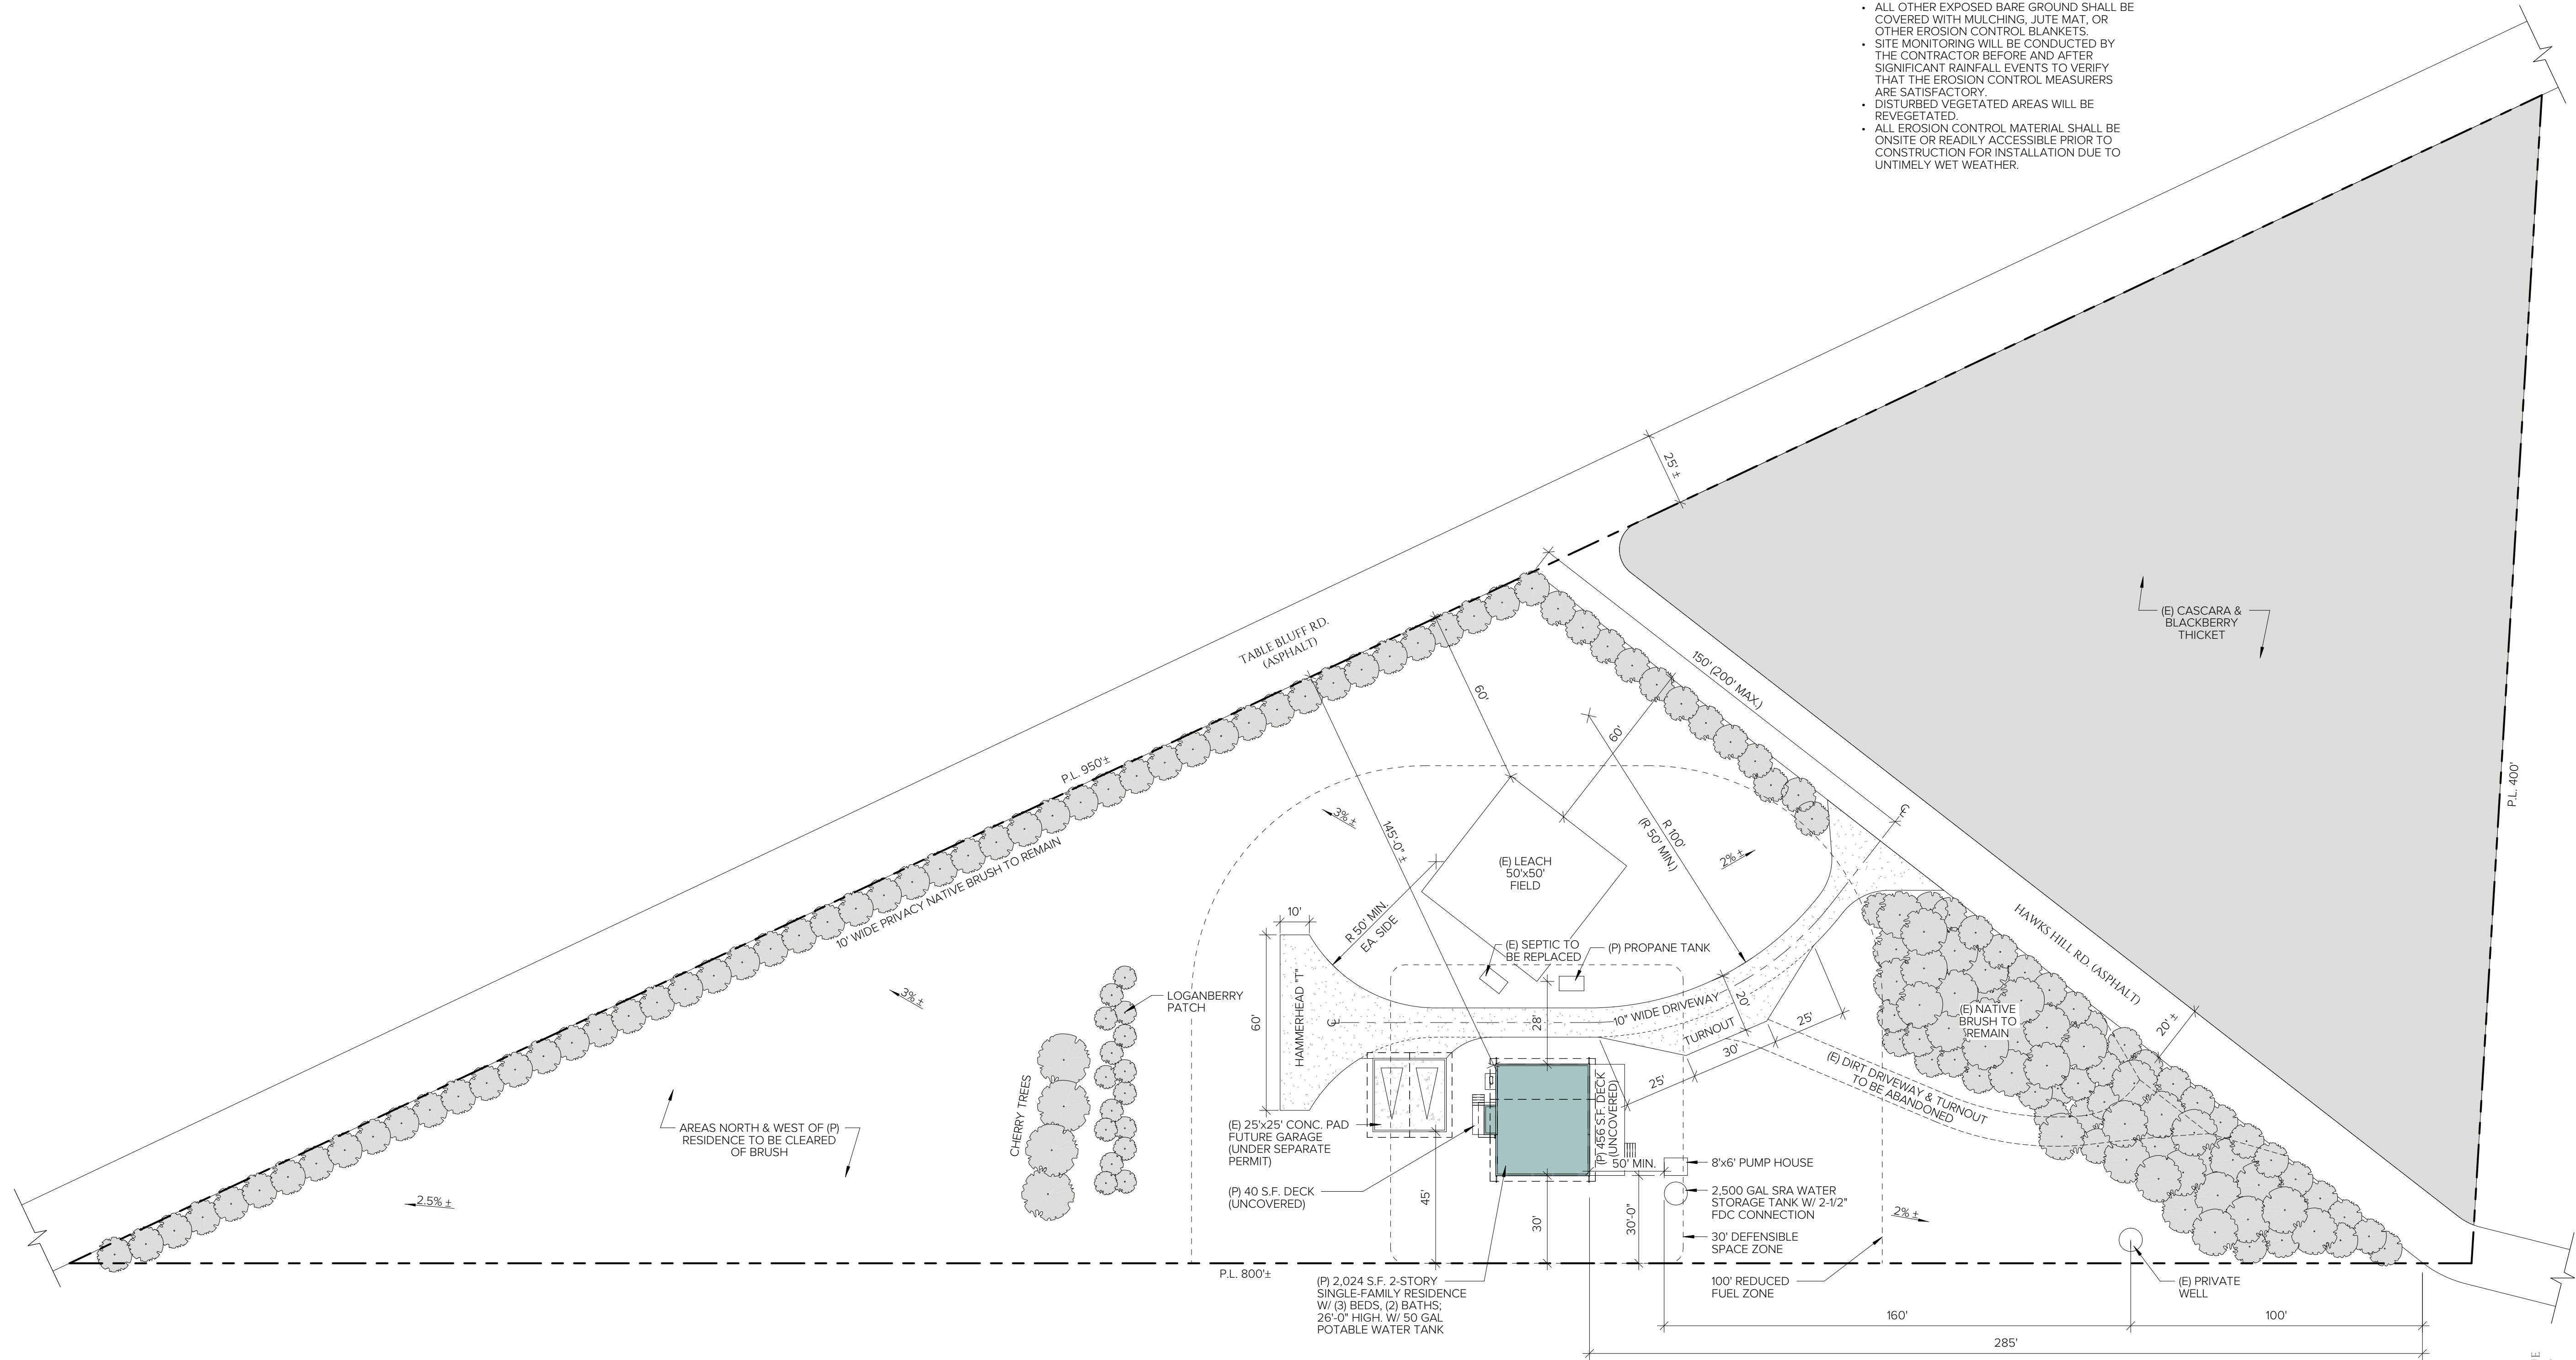 • ALL OTHER EXPOSED BARE GROUND SHALL BE
COVERED WITH MULCHING, JUTE MAT, OR
OTHER EROSION CONTROL BLANKETS.
• SITE MONITORING WILL BE CONDUCTED BY
THE CONTRACTOR BEFORE AND AFTER
SIGNIFICANT RAINFALL EVENTS TO VERIFY
THAT THE EROSION CONTROL MEASURERS
ARE SATISFACTORY.
• DISTURBED VEGETATED AREAS WILL BE
REVEGETATED.
• ALL EROSION CONTROL MATERIAL SHALL BE
ONSITE OR READILY ACCESSIBLE PRIOR TO
CONSTRUCTION FOR INSTALLATION DUE TO
UNTIMELY WET WEATHER.
25' ±
(E) CASCARA &
BLACKBERRY
THICKET
TABLE BLUFF RD.
(ASPHALT)
150' (200' MAX.)
60'
60'
P.L. 950'±
P.L. 400'
10' WIDE PRIVACY NATIVE BRUSH TO REMAIN
3% ±
145'-0" ±
R 100'
(R 50' MIN.)
2% ±
(E) LEACH
50'x50'
FIELD
℄
10'
R 50' MIN.
EA. SIDE
(E) SEPTIC TO
BE REPLACED
(P) PROPANE TANK
HAWKS HILL RD. (ASPHALT)
3% ±
LOGANBERRY
PATCH
60'
HAMMERHEAD "T"
℄
28'
10" WIDE DRIVEWAY
20'
TURNOUT
25'
30'
25'
(E) NATIVE
BRUSH TO
REMAIN
20' ±
(E) DIRT DRIVEWAY & TURNOUT
TO BE ABANDONED
CHERRY TREES
AREAS NORTH & WEST OF (P)
RESIDENCE TO BE CLEARED
OF BRUSH
(E) 25'x25' CONC. PAD
FUTURE GARAGE
(UNDER SEPARATE
PERMIT)
(P) 456 S.F. DECK
(UNCOVERED)
50' MIN.
8'x6' PUMP HOUSE
(P) 40 S.F. DECK
(UNCOVERED)
2,500 GAL SRA WATER
STORAGE TANK W/ 2-1/2"
FDC CONNECTION
2.5% ±
45'
30'
30'-0"
2% ±
30' DEFENSIBLE
SPACE ZONE
P.L. 800'±
(P) 2,024 S.F. 2-STORY
SINGLE-FAMILY RESIDENCE
W/ (3) BEDS, (2) BATHS;
26'-0" HIGH. W/ 50 GAL
POTABLE WATER TANK
100' REDUCED
FUEL ZONE
(E) PRIVATE
WELL
160'
100'
285'